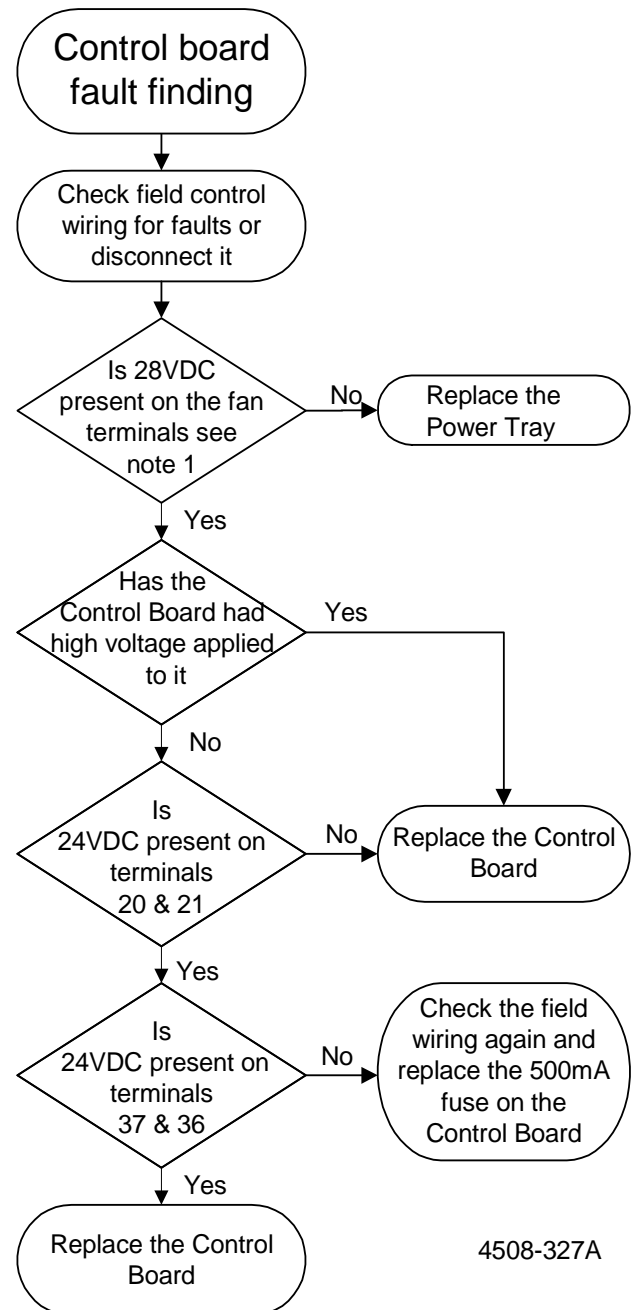 Control board
fault finding
Check field control
wiring for faults or
disconnect it
Is 28VDC
present on the fan
terminals see
note 1
No
Replace the
Power Tray
Yes
Has the
Control Board had
high voltage applied
to it
Yes
No
Is
24VDC present on
terminals
20 & 21
No
Replace the Control
Board
Yes
Is
24VDC present on
terminals
37 & 36
No
Check the field
wiring again and
replace the 500mA
fuse on the
Control Board
Yes
Replace the Control
Board
4508-327A